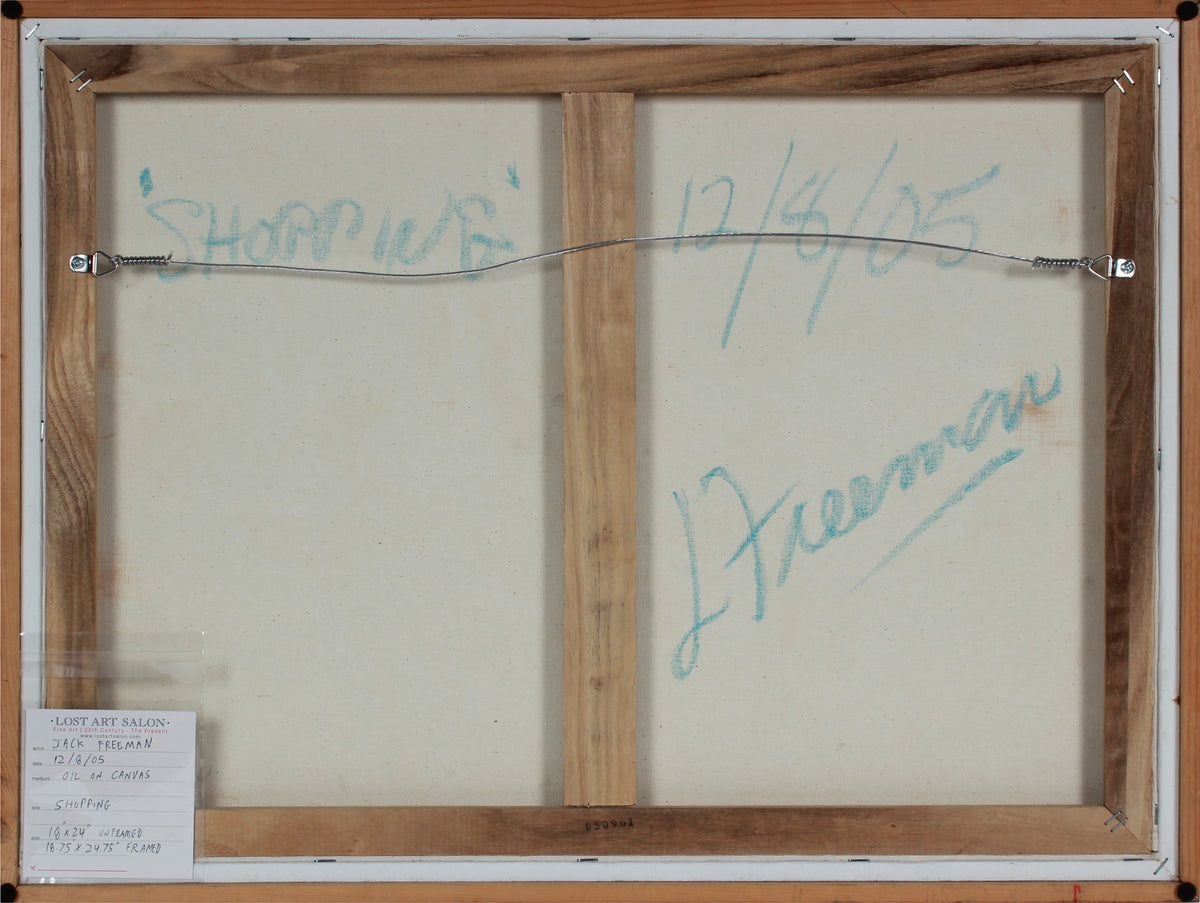 'SHOPPING'
12/8/05
J Freeman
·LOST ART SALON·
Fine Art | 20th Century - The Present
www.lostartsalon.com
artist JACK FREEMAN
date 12/8/05
medium OIL ON CANVAS
title SHOPPING
size 18" x 24" UNFRAMED
18.75" x 24.75" FRAMED
050901